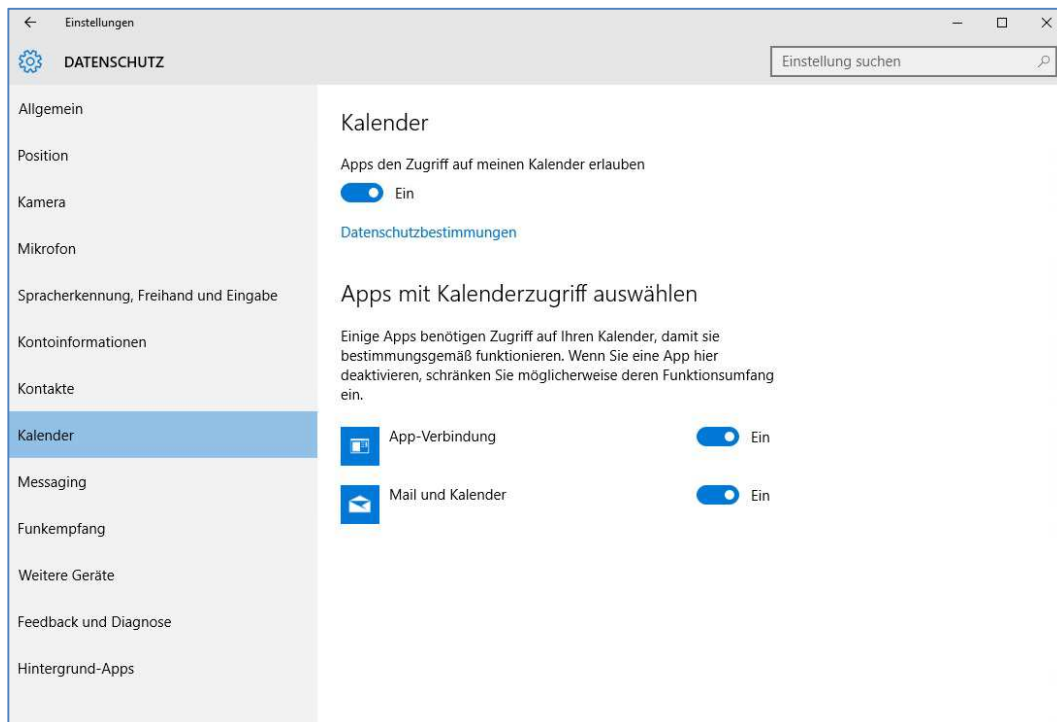 Einstellungen
DATENSCHUTZ
Einstellung suchen
Allgemein
Position
Kamera
Mikrofon
Spracherkennung, Freihand und Eingabe
Kontoinformationen
Kontakte
Kalender
Messaging
Funkempfang
Weitere Geräte
Feedback und Diagnose
Hintergrund-Apps
Kalender
Apps den Zugriff auf meinen Kalender erlauben
Ein
Datenschutzbestimmungen
Apps mit Kalenderzugriff auswählen
Einige Apps benötigen Zugriff auf Ihren Kalender, damit sie
bestimmungsgemäß funktionieren. Wenn Sie eine App hier
deaktivieren, schränken Sie möglicherweise deren Funktionsumfang
ein.
App-Verbindung Ein
Mail und Kalender Ein